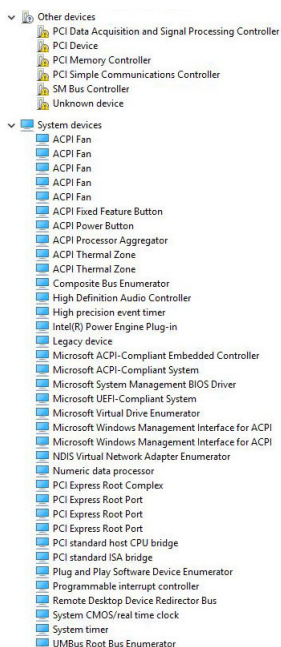 Other devices
PCI Data Acquisition and Signal Processing Controller
PCI Device
PCI Memory Controller
PCI Simple Communications Controller
SM Bus Controller
Unknown device
System devices
ACPI Fan
ACPI Fan
ACPI Fan
ACPI Fan
ACPI Fan
ACPI Fixed Feature Button
ACPI Power Button
ACPI Processor Aggregator
ACPI Thermal Zone
ACPI Thermal Zone
Composite Bus Enumerator
High Definition Audio Controller
High precision event timer
Intel(R) Power Engine Plug-in
Legacy device
Microsoft ACPI-Compliant Embedded Controller
Microsoft ACPI-Compliant System
Microsoft System Management BIOS Driver
Microsoft UEFI-Compliant System
Microsoft Virtual Drive Enumerator
Microsoft Windows Management Interface for ACPI
Microsoft Windows Management Interface for ACPI
NDIS Virtual Network Adapter Enumerator
Numeric data processor
PCI Express Root Complex
PCI Express Root Port
PCI Express Root Port
PCI Express Root Port
PCI standard host CPU bridge
PCI standard ISA bridge
Plug and Play Software Device Enumerator
Programmable interrupt controller
Remote Desktop Device Redirector Bus
System CMOS/real time clock
System timer
UMBus Root Bus Enumerator